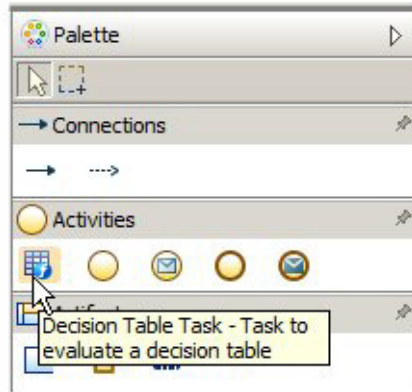 Palette
Connections
Activities
Decision Table Task - Task to
evaluate a decision table